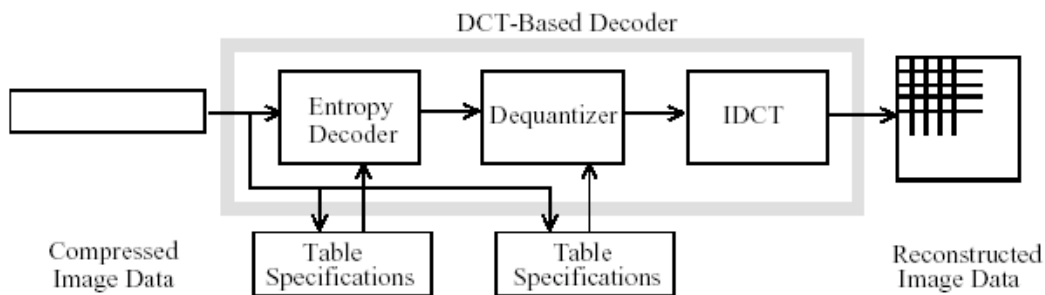 DCT-Based Decoder
Entropy
Decoder
Dequantizer
IDCT
Compressed
Image Data
Table
Specifications
Table
Specifications
Reconstructed
Image Data